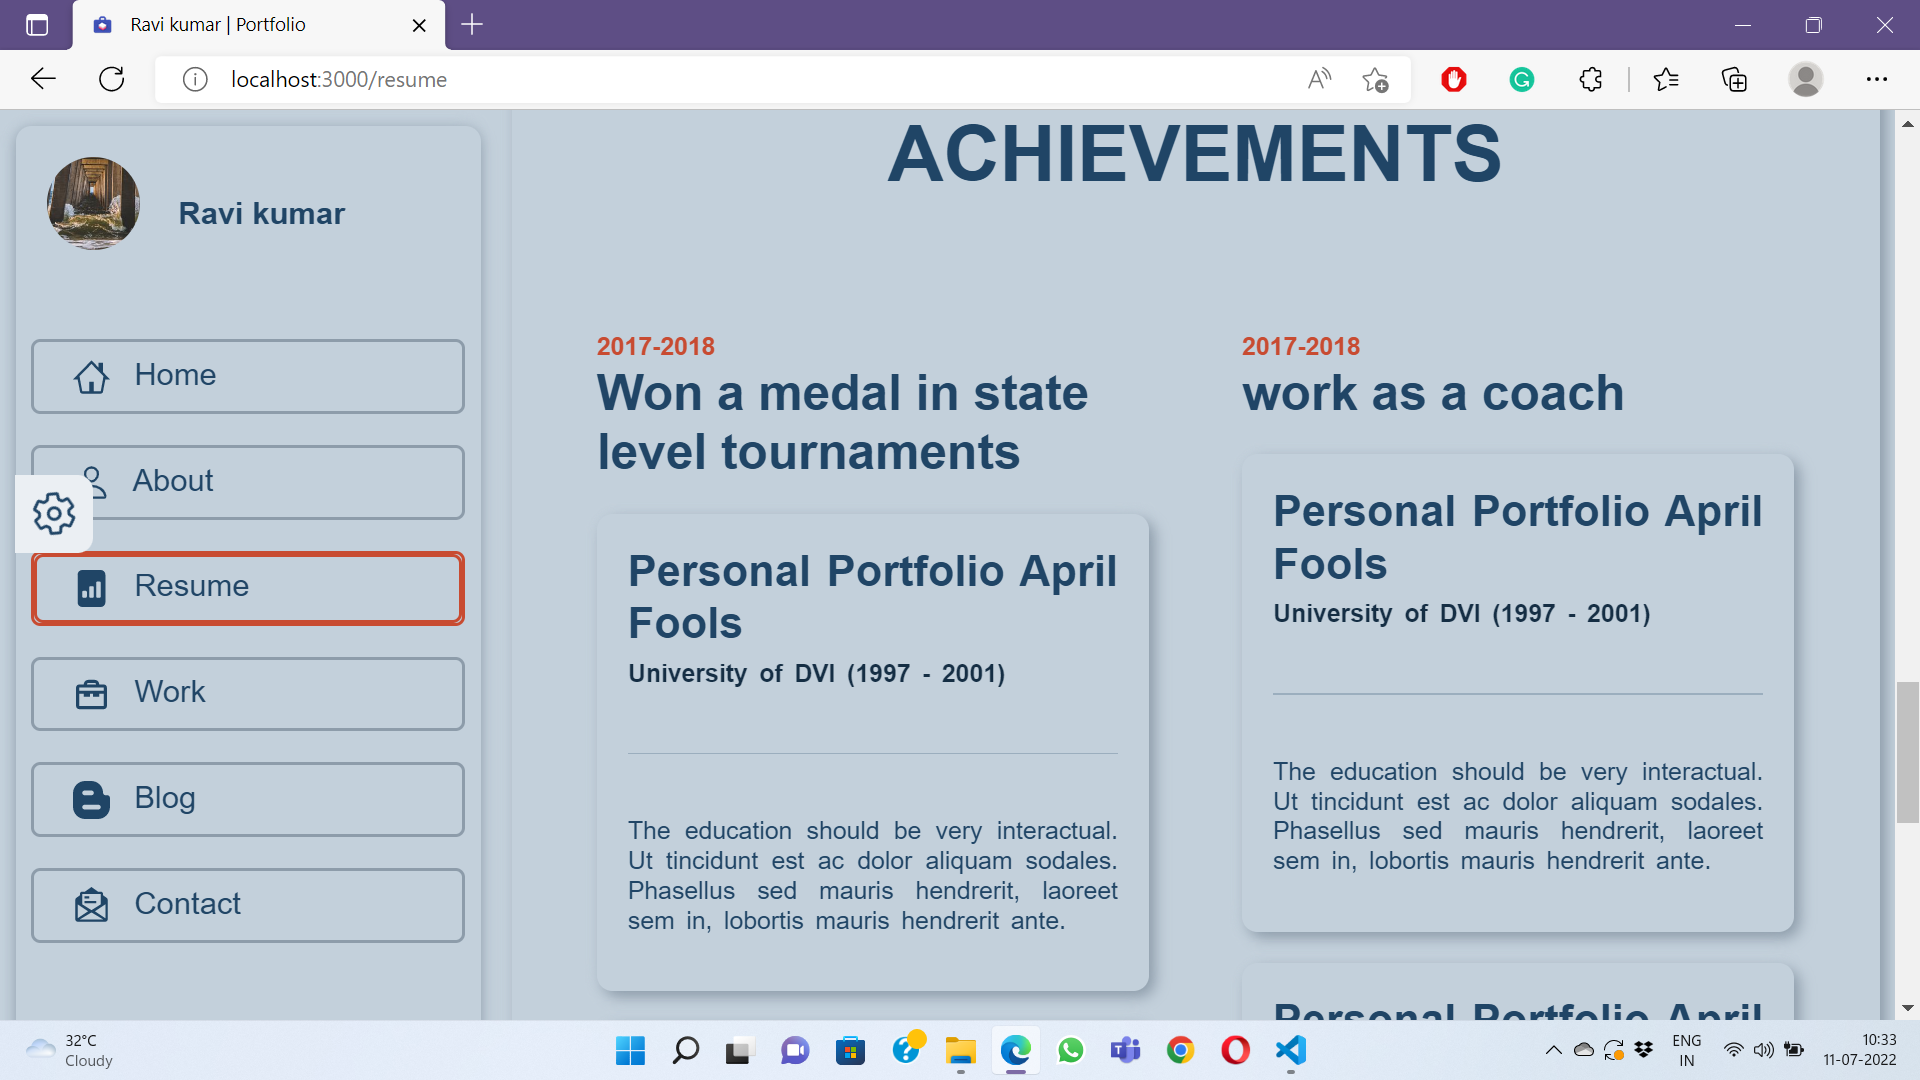 Ravi kumar | Portfolio
localhost:3000/resume
Ravi kumar
Home
About
Resume
Work
Blog
Contact
ACHIEVEMENTS
2017-2018
Won a medal in state
level tournaments
Personal Portfolio April
Fools
University of DVI (1997 - 2001)
The education should be very interactual.
Ut tincidunt est ac dolor aliquam sodales.
Phasellus sed mauris hendrerit, laoreet
sem in, lobortis mauris hendrerit ante.
2017-2018
work as a coach
Personal Portfolio April
Fools
University of DVI (1997 - 2001)
The education should be very interactual.
Ut tincidunt est ac dolor aliquam sodales.
Phasellus sed mauris hendrerit, laoreet
sem in, lobortis mauris hendrerit ante.
Personal Portfolio April
32°C
Cloudy
ENG
IN
10:33
11-07-2022